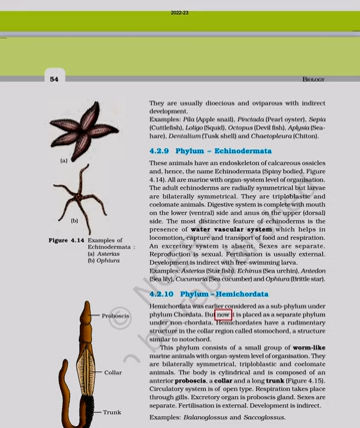 2022-23
54
BIOLOGY
They are usually dioecious and oviparous with indirect
development.
Examples: Pila (Apple snail), Pinctada (Pearl oyster), Sepia
(Cuttlefish), Loligo (Squid), Octopus (Devil fish), Aplysia (Sea-
hare), Dentalium (Tusk shell) and Chaetopleura (Chiton).
4.2.9 Phylum – Echinodermata
These animals have an endoskeleton of calcareous ossicles
and, hence, the name Echinodermata (Spiny bodied, Figure
4.14). All are marine with organ-system level of organisation.
The adult echinoderms are radially symmetrical but larvae
are bilaterally symmetrical. They are triploblastic and
coelomate animals. Digestive system is complete with mouth
on the lower (ventral) side and anus on the upper (dorsal)
side. The most distinctive feature of echinoderms is the
presence of water vascular system which helps in
locomotion, capture and transport of food and respiration.
An excretory system is absent. Sexes are separate.
Reproduction is sexual. Fertilisation is usually external.
Development is indirect with free-swimming larva.
Examples: Asterias (Star fish), Echinus (Sea urchin), Antedon
(Sea lily), Cucumaria (Sea cucumber) and Ophiura (Brittle star).
(a)
(b)
Figure 4.14 Examples of
Echinodermata :
(a) Asterias
(b) Ophiura
4.2.10 Phylum – Hemichordata
Hemichordata was earlier considered as a sub-phylum under
phylum Chordata. But now it is placed as a separate phylum
under non-chordata. Hemichordates have a rudimentary
structure in the collar region called stomochord, a structure
similar to notochord.
This phylum consists of a small group of worm-like
marine animals with organ-system level of organisation. They
are bilaterally symmetrical, triploblastic and coelomate
animals. The body is cylindrical and is composed of an
anterior proboscis, a collar and a long trunk (Figure 4.15).
Circulatory system is of open type. Respiration takes place
through gills. Excretory organ is proboscis gland. Sexes are
separate. Fertilisation is external. Development is indirect.
Examples: Balanoglossus and Saccoglossus.
Proboscis
Collar
Trunk